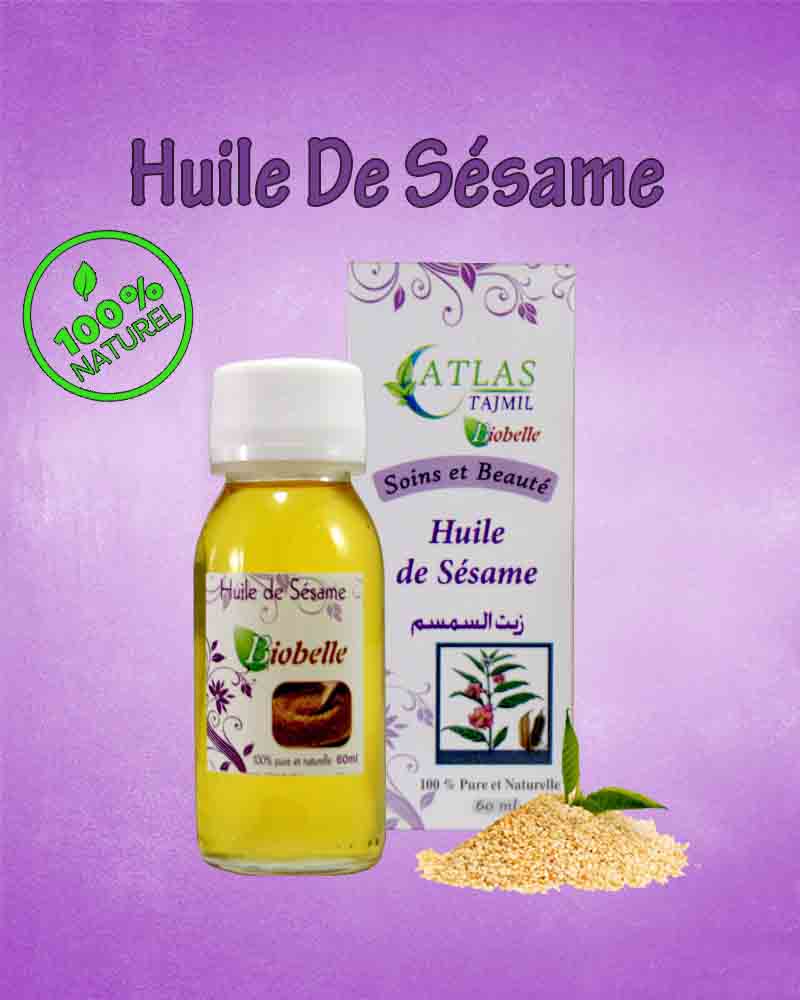 Huile De Sésame
100%
NATUREL
ATLAS
TAJMIL
Biobelle
Soins et Beauté
Huile
de Sésame
زيت السمسم
100 % Pure et Naturelle
60 ml
Huile de Sésame
Biobelle
100% pure et naturelle 60ml